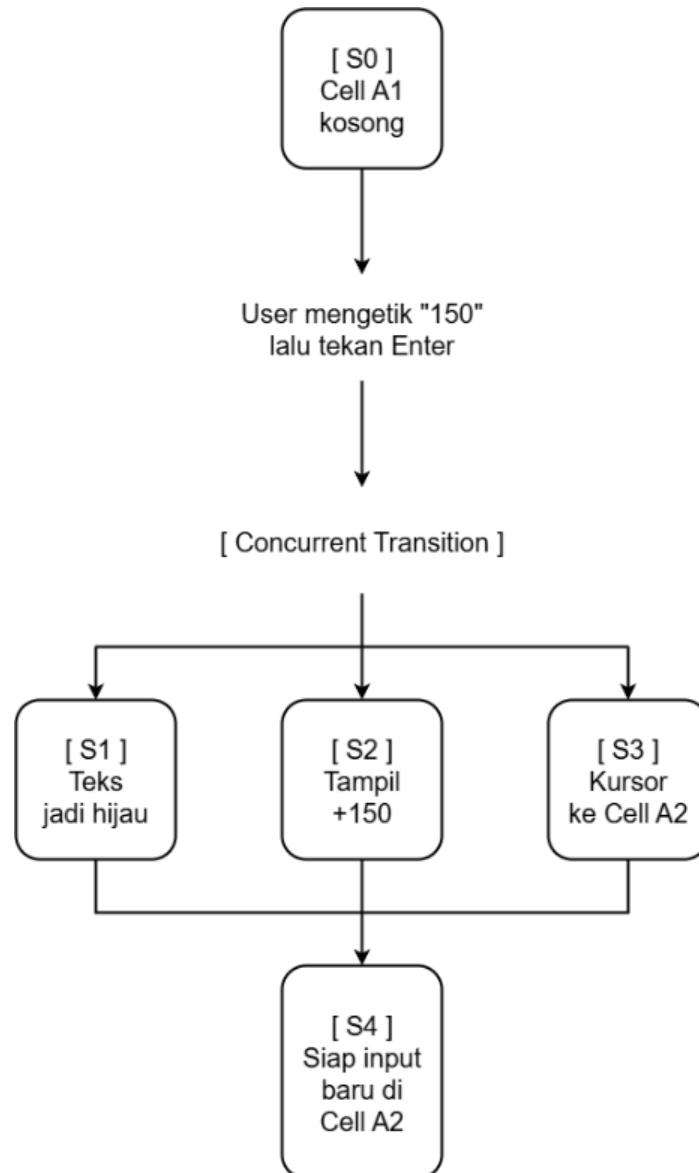 [ S0 ]
Cell A1
kosong
User mengetik "150"
lalu tekan Enter
[ Concurrent Transition ]
[ S1 ]
Teks
jadi hijau
[ S2 ]
Tampil
+150
[ S3 ]
Kursor
ke Cell A2
[ S4 ]
Siap input
baru di
Cell A2